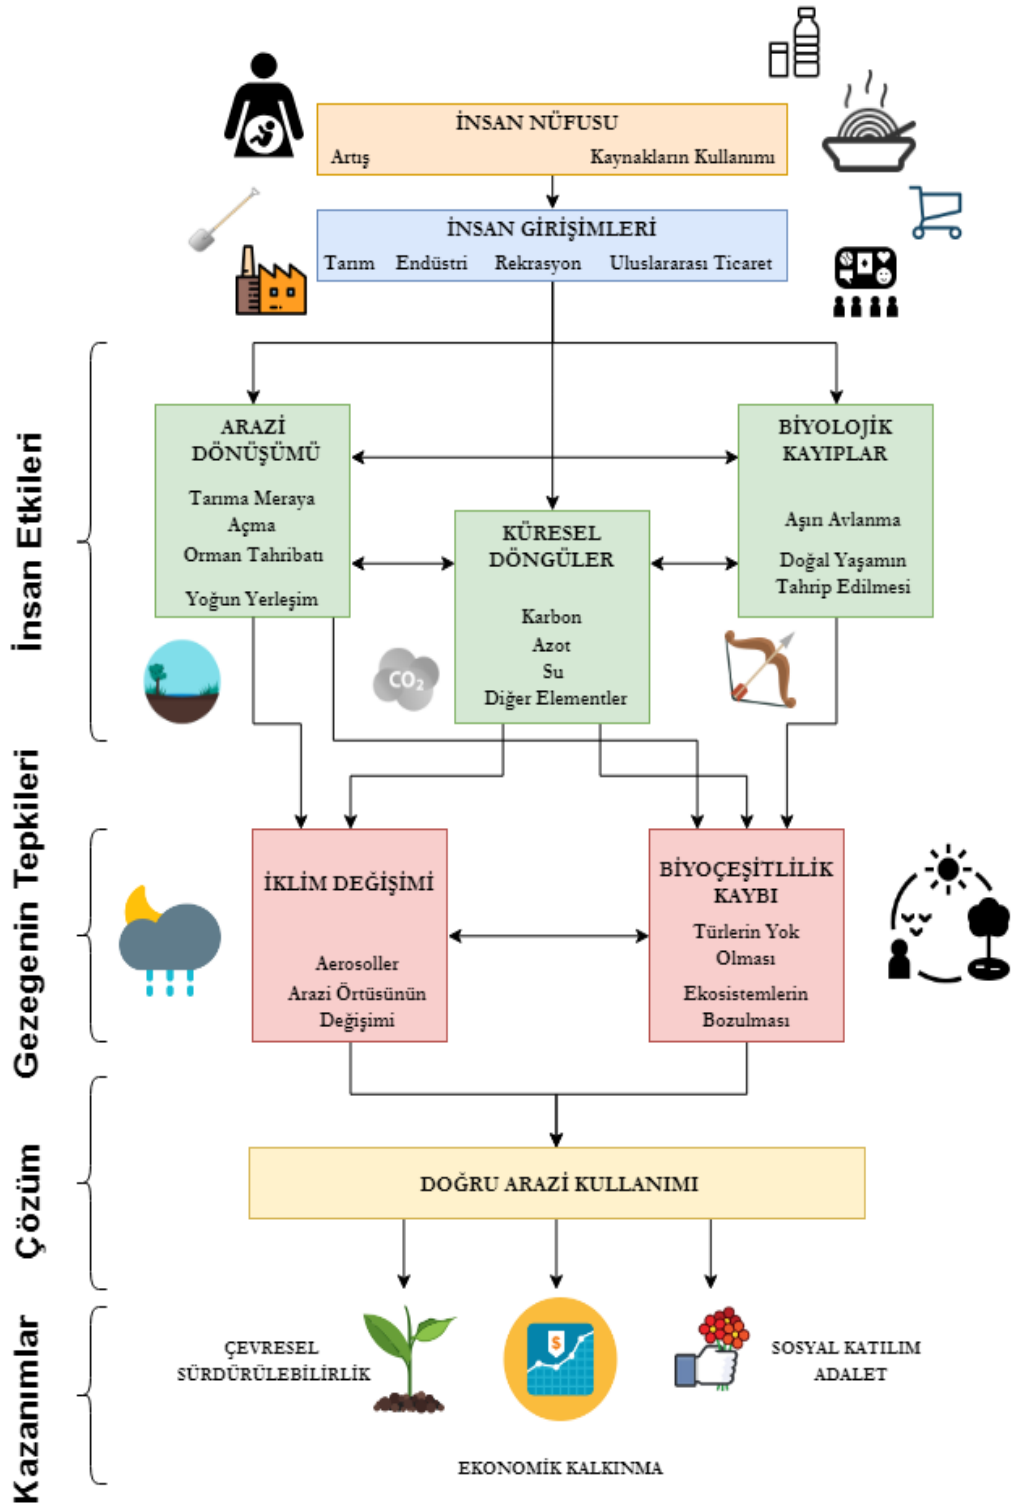 İNSAN NÜFUSU
Artış Kaynakların Kullanımı
İNSAN GİRİŞİMLERİ
Tarım Endüstri Rekrasyon Uluslararası Ticaret
İnsan Etkileri
ARAZİ
DÖNÜŞÜMÜ
Tarıma Meraya
Açma
Orman Tahribatı
Yoğun Yerleşim
BİYOLOJİK
KAYIPLAR
Aşırı Avlanma
Doğal Yaşamın
Tahrip Edilmesi
KÜRESEL
DÖNGÜLER
Karbon
Azot
Su
Diğer Elementler
CO₂
Gezegenin Tepkileri
İKLİM DEĞİŞİMİ
Aerosoller
Arazi Örtüsünün
Değişimi
BİYOÇEŞİTLİLİK
KAYBI
Türlerin Yok
Olması
Ekosistemlerin
Bozulması
Çözüm
DOĞRU ARAZİ KULLANIMI
Kazanımlar
ÇEVRESEL
SÜRDÜRÜLEBİLİRLİK
$
SOSYAL KATILIM
ADALET
EKONOMİK KALKINMA